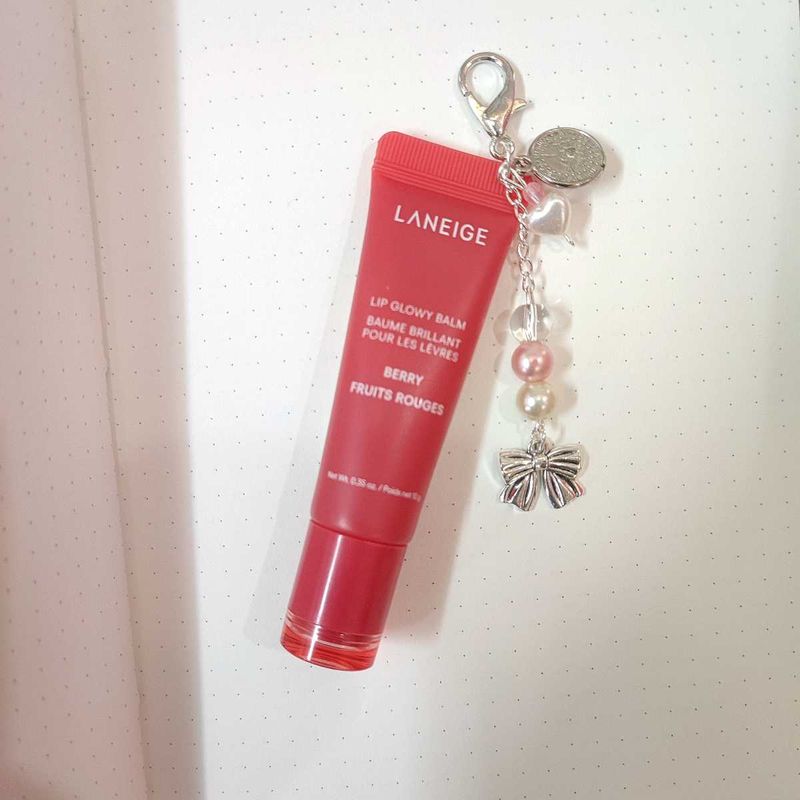 LANEIGE
LIP GLOWY BALM
BAUME BRILLANT
POUR LES LÈVRES
BERRY
FRUITS ROUGES
Net Wt. 0.35 oz. / Poids net 10 g